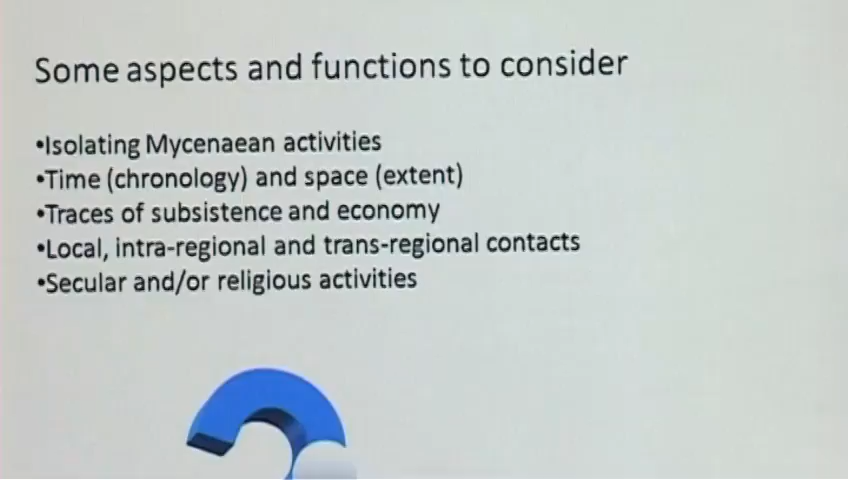 Some aspects and functions to consider
•Isolating Mycenaean activities
•Time (chronology) and space (extent)
•Traces of subsistence and economy
•Local, intra-regional and trans-regional contacts
•Secular and/or religious activities